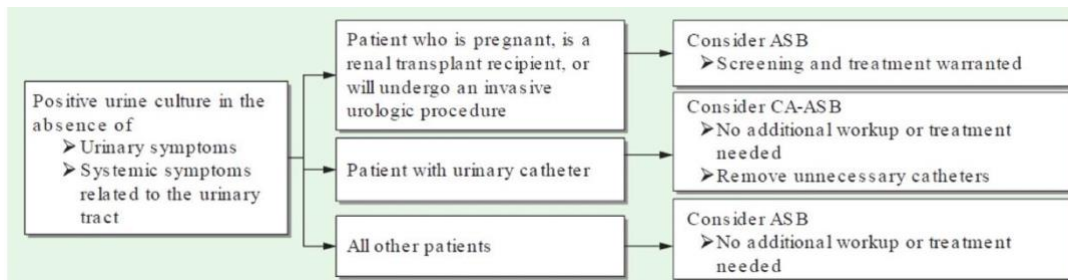 Positive urine culture in the
absence of
➤Urinary symptoms
➤Systemic symptoms
related to the urinary
tract
Patient who is pregnant, is a
renal transplant recipient, or
will undergo an invasive
urologic procedure
Consider ASB
➤Screening and treatment warranted
Patient with urinary catheter
Consider CA-ASB
➤No additional workup or treatment
needed
➤Remove unnecessary catheters
All other patients
Consider ASB
➤No additional workup or treatment
needed